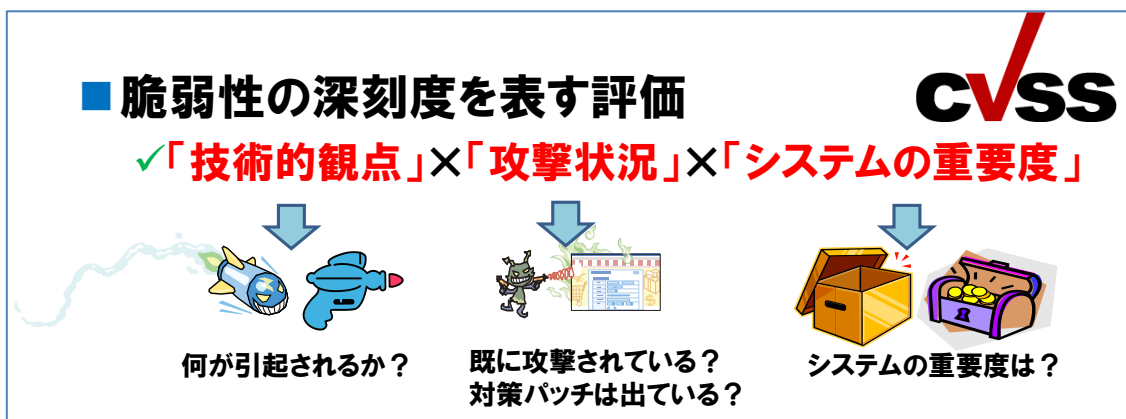 ■脆弱性の深刻度を表す評価
CVSS
✓「技術的観点」×「攻撃状況」×「システムの重要度」
何が引起されるか？
既に攻撃されている？
対策パッチは出ている？
システムの重要度は？